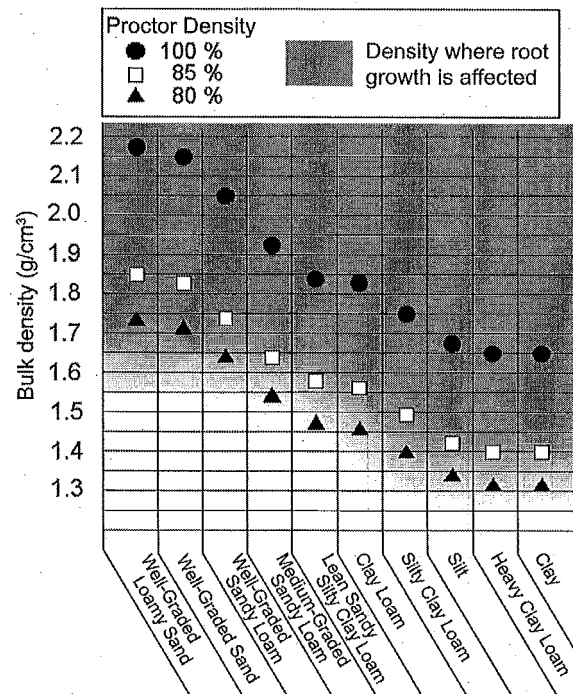 Proctor Density
100 %
85 %
80 %
Density where root
growth is affected
Bulk density (g/cm³)
2.2
2.1
2.0
1.9
1.8
1.7
1.6
1.5
1.4
1.3
Well-Graded
Loamy Sand
Well-Graded Sand
Well-Graded
Sandy Loam
Medium-Graded
Sandy Loam
Lean Sandy
Silty Clay Loam
Clay Loam
Silty Clay Loam
Silt
Heavy Clay Loam
Clay